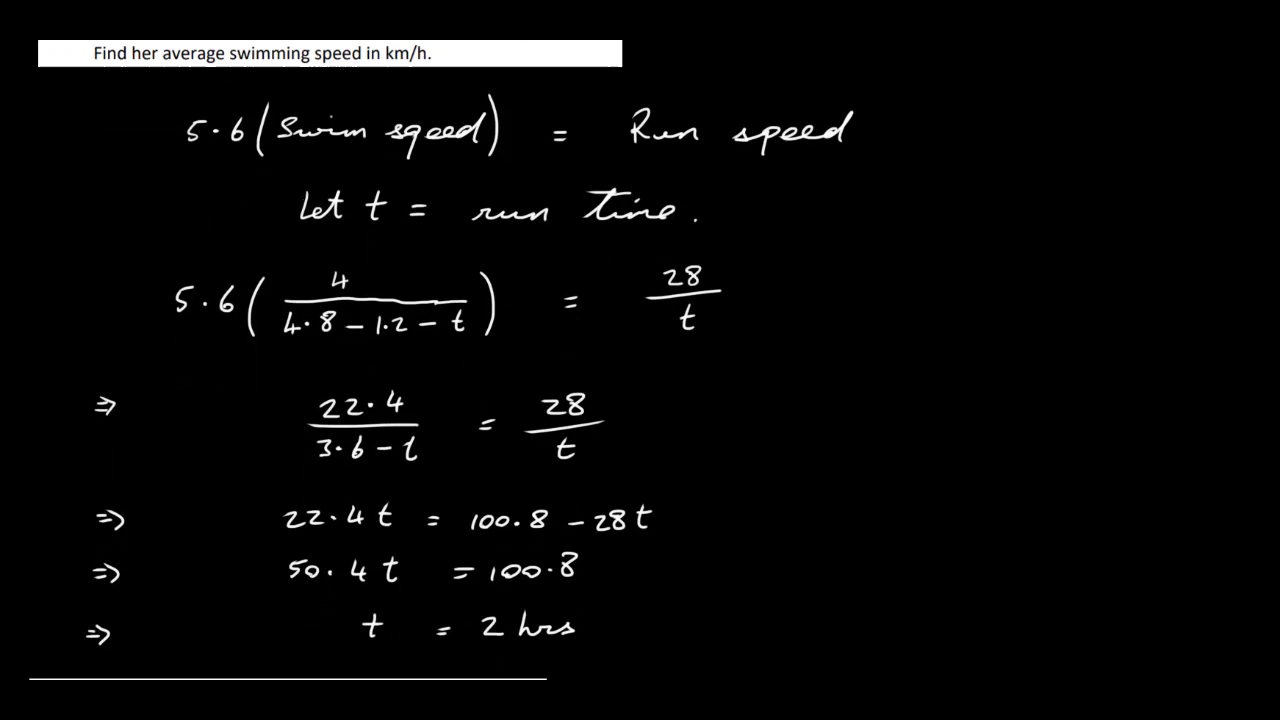 Find her average swimming speed in km/h.
5.6 (Swim speed) = Run speed
Let t = run time.
5.6 ( 4 / (4.8 - 1.2 - t) ) = 28 / t
⇒ 22.4 / (3.6 - t) = 28 / t
⇒ 22.4 t = 100.8 - 28 t
⇒ 50.4 t = 100.8
⇒ t = 2 hrs